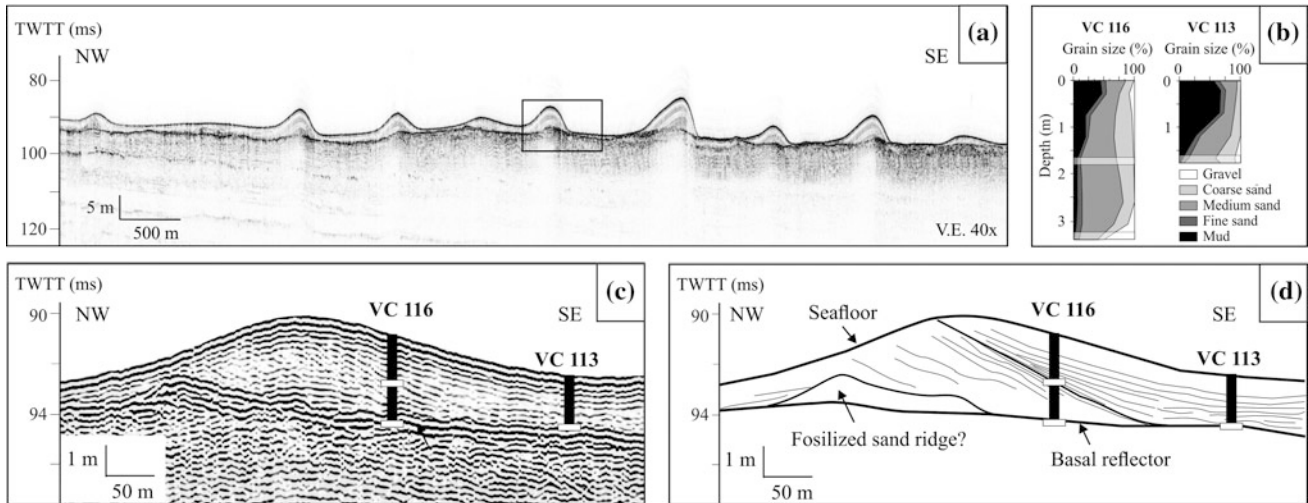 TWTT (ms)
NW
SE
(a)
80
100
120
5 m
500 m
V.E. 40x
VC 116
VC 113
(b)
Grain size (%)
Grain size (%)
0
100
0
100
0
1
2
3
1
Depth (m)
Gravel
Coarse sand
Medium sand
Fine sand
Mud
TWTT (ms)
NW
VC 116
SE
(c)
90
VC 113
94
1 m
50 m
TWTT (ms)
NW
VC 116
SE
(d)
90
Seafloor
VC 113
94
Fosilized sand ridge?
Basal reflector
1 m
50 m